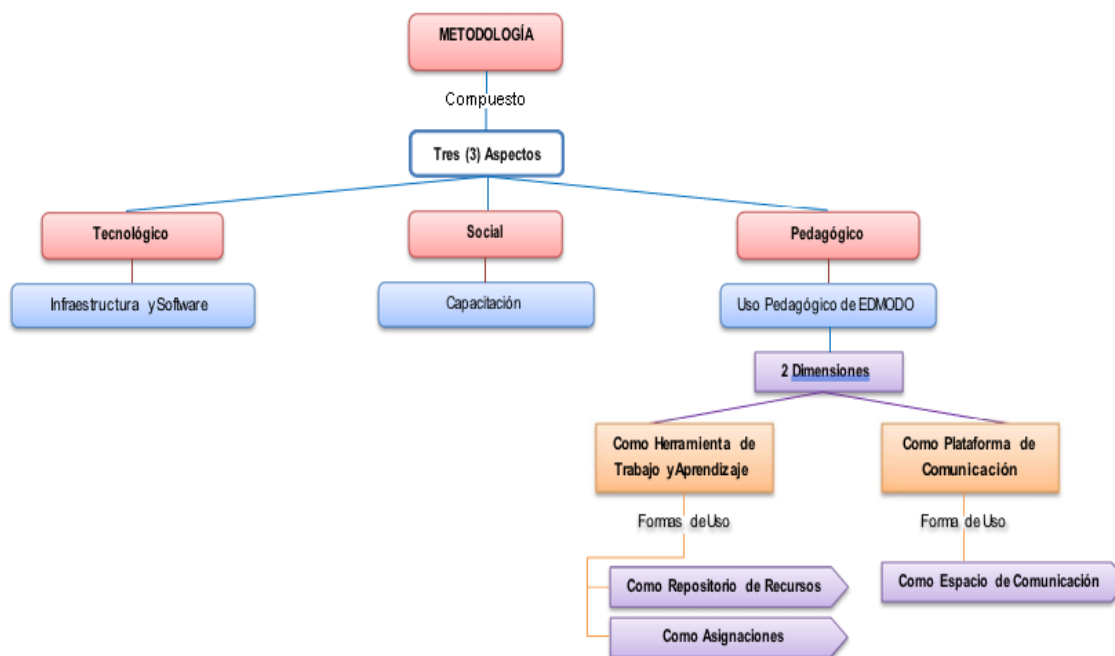 METODOLOGÍA
Compuesto
Tres (3) Aspectos
Tecnológico
Social
Pedagógico
Infraestructura y Software
Capacitación
Uso Pedagógico de EDMODO
2 Dimensiones
Como Herramienta de
Trabajo y Aprendizaje
Como Plataforma de
Comunicación
Formas de Uso
Forma de Uso
Como Repositorio de Recursos
Como Espacio de Comunicación
Como Asignaciones